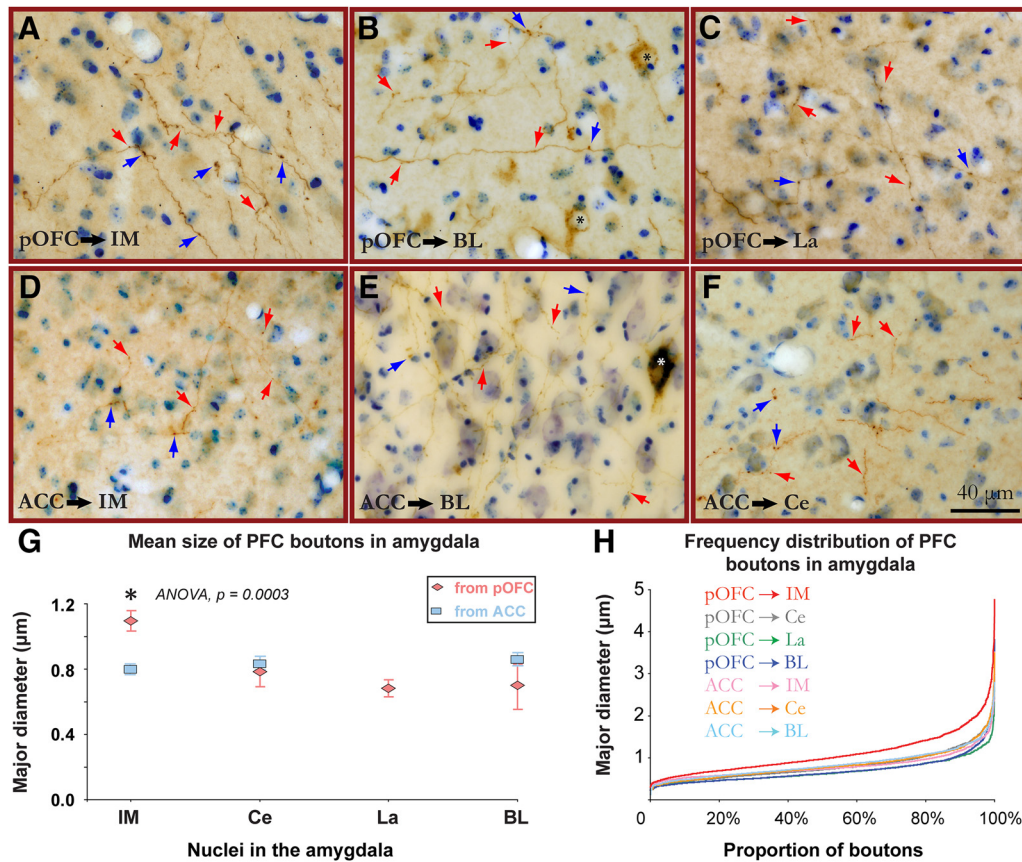 A
pOFC → IM
B
*
*
pOFC → BL
C
pOFC → La
D
ACC → IM
E
*
ACC → BL
F
ACC → Ce
40 µm
G
Mean size of PFC boutons in amygdala
* ANOVA, p = 0.0003
from pOFC
from ACC
Major diameter (µm)
1.2
0.8
0.4
0.0
IM Ce La BL
Nuclei in the amygdala
H
Frequency distribution of PFC
boutons in amygdala
pOFC → IM
pOFC → Ce
pOFC → La
pOFC → BL
ACC → IM
ACC → Ce
ACC → BL
Major diameter (µm)
5
4
3
2
1
0 20% 40% 60% 80% 100%
Proportion of boutons